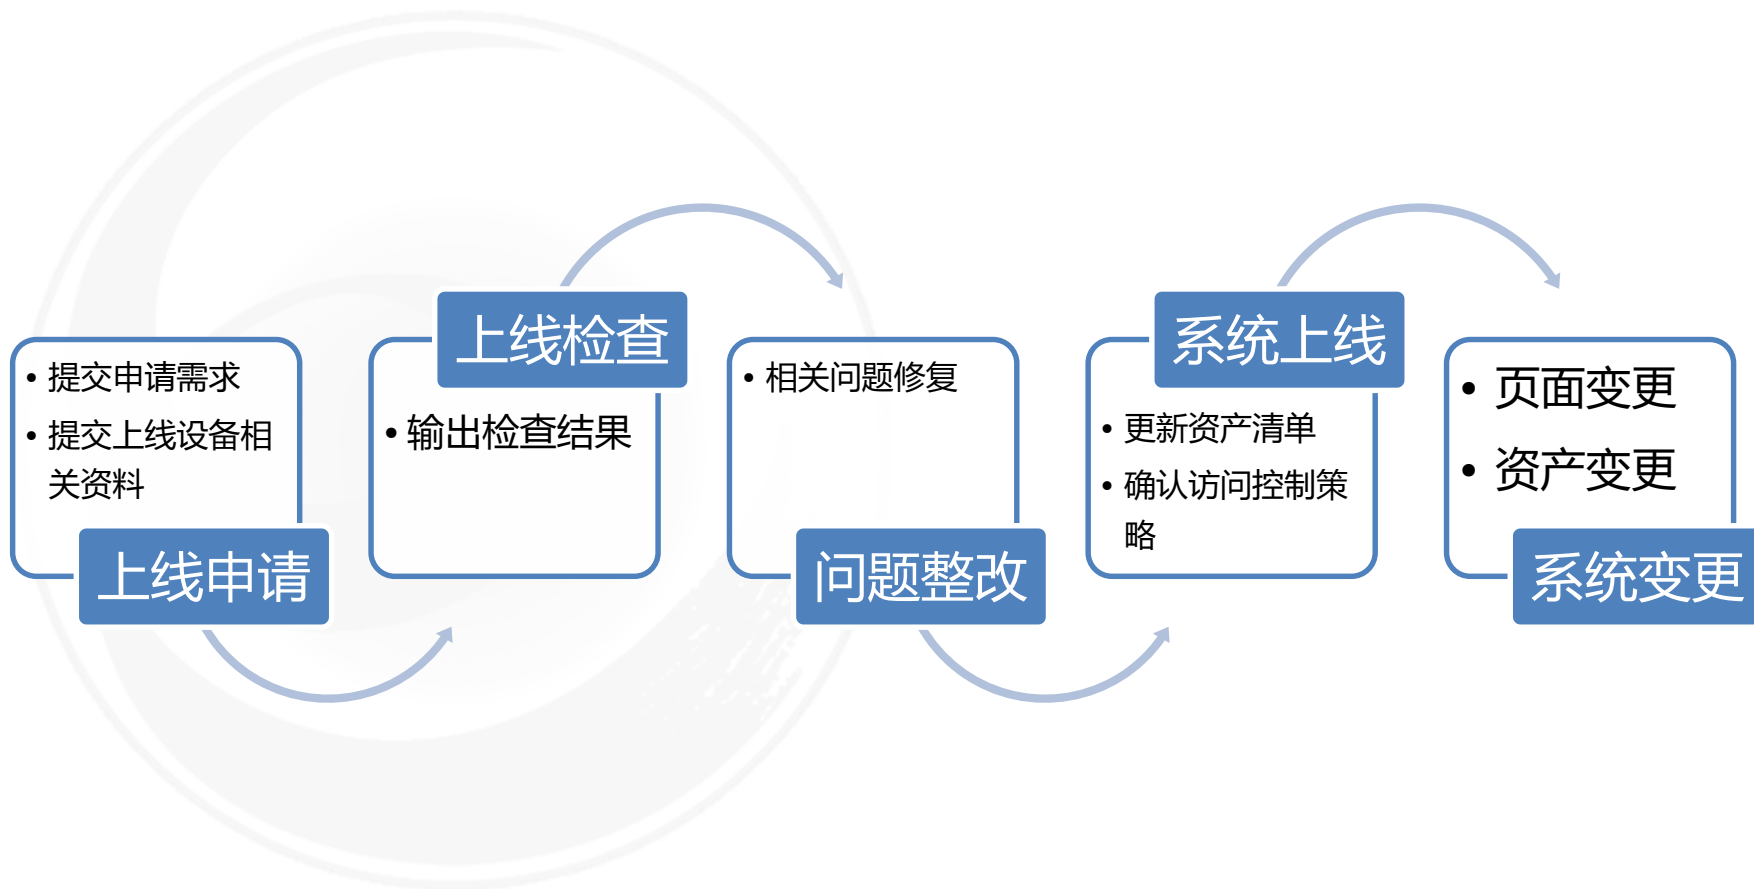 • 提交申请需求
• 提交上线设备相
关资料
上线申请
上线检查
• 输出检查结果
• 相关问题修复
问题整改
系统上线
• 更新资产清单
• 确认访问控制策
略
• 页面变更
• 资产变更
系统变更